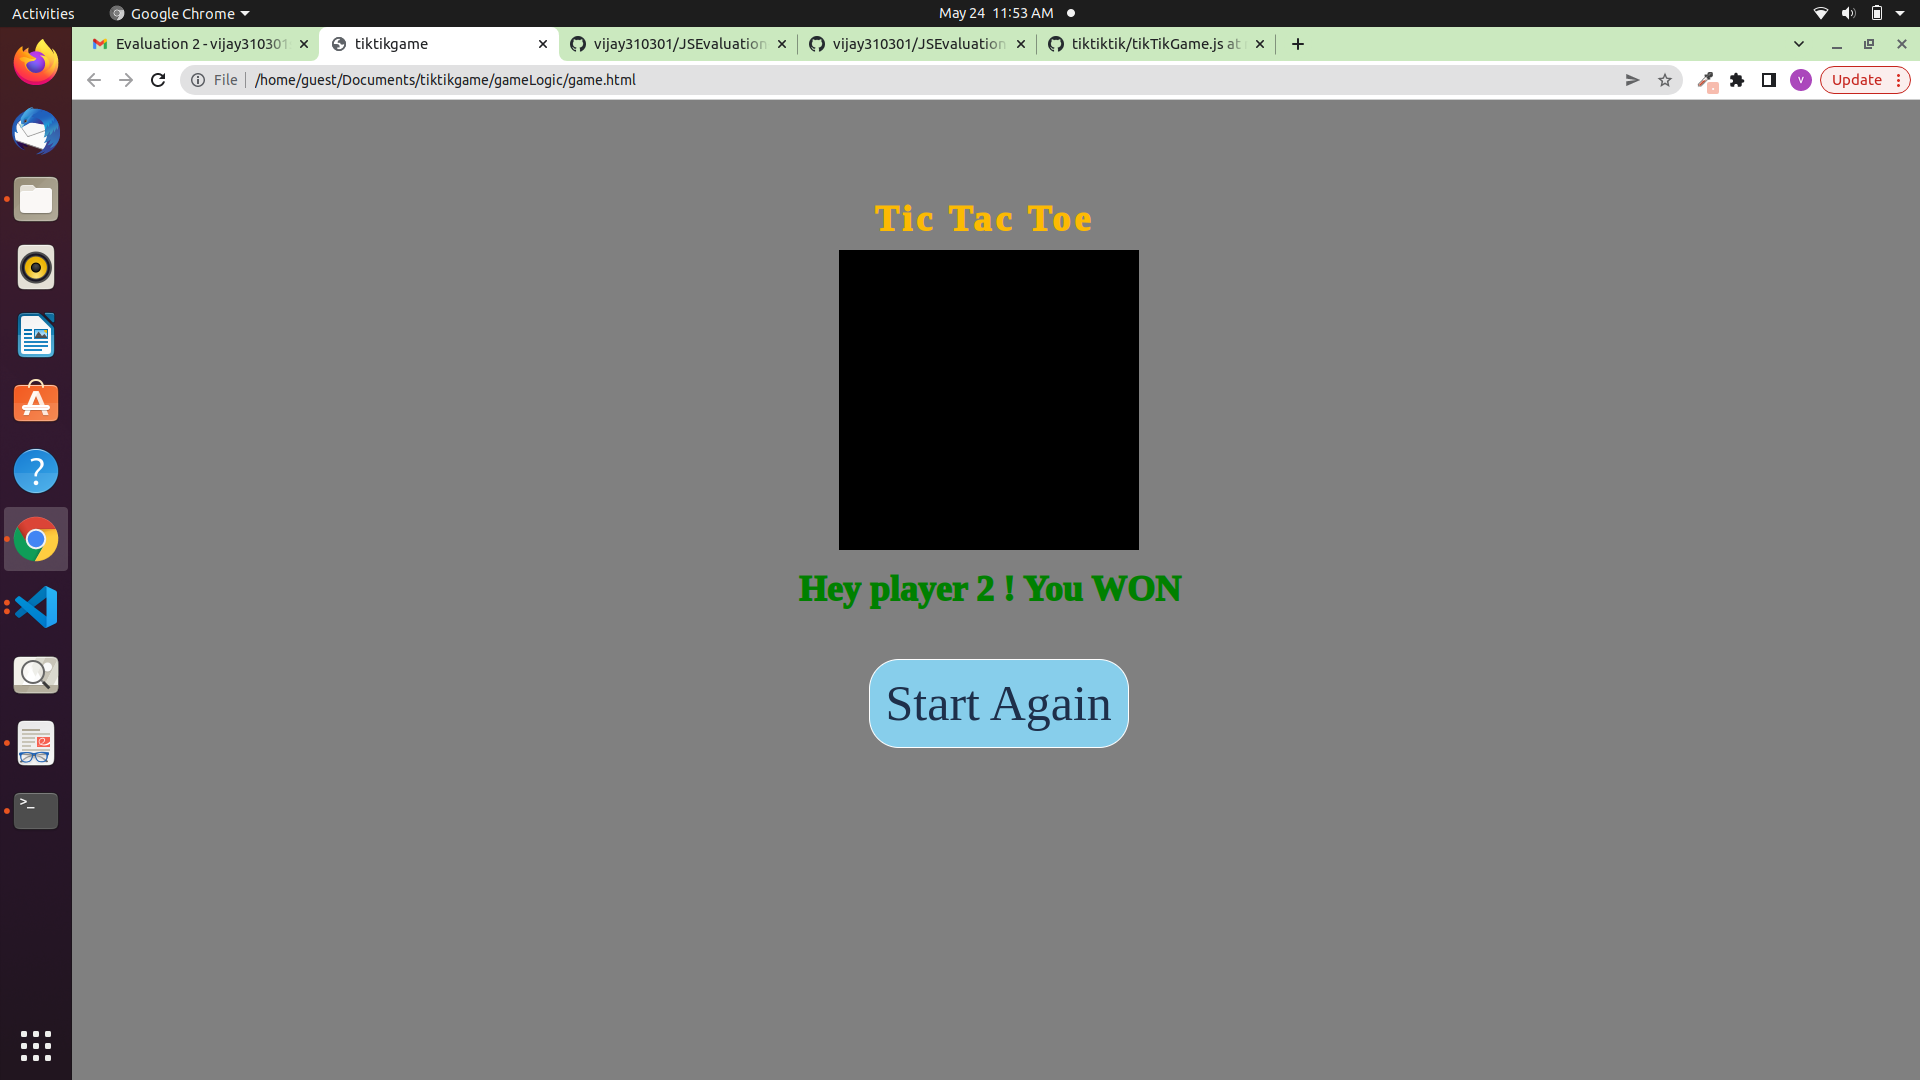 Activities Google Chrome May 24 11:53 AM
Evaluation 2 - vijay310301 tiktikgame vijay310301/JSEvaluation vijay310301/JSEvaluation tiktiktik/tikTikGame.js at
File /home/guest/Documents/tiktikgame/gameLogic/game.html V Update
Tic Tac Toe
Hey player 2 ! You WON
Start Again